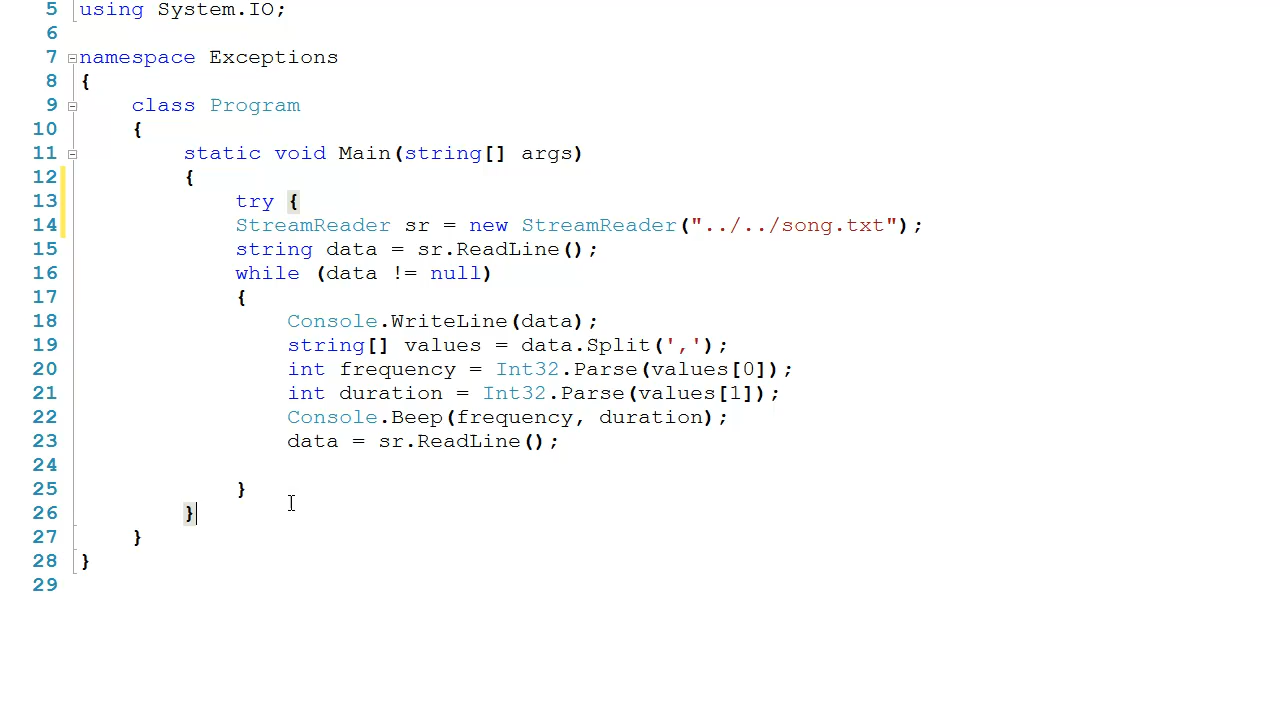 5 using System.IO;
6
7 namespace Exceptions
8 {
9     class Program
10     {
11         static void Main(string[] args)
12         {
13             try {
14             StreamReader sr = new StreamReader("../../song.txt");
15             string data = sr.ReadLine();
16             while (data != null)
17             {
18                 Console.WriteLine(data);
19                 string[] values = data.Split(',');
20                 int frequency = Int32.Parse(values[0]);
21                 int duration = Int32.Parse(values[1]);
22                 Console.Beep(frequency, duration);
23                 data = sr.ReadLine();
24
25             }
26         }
27     }
28 }
29